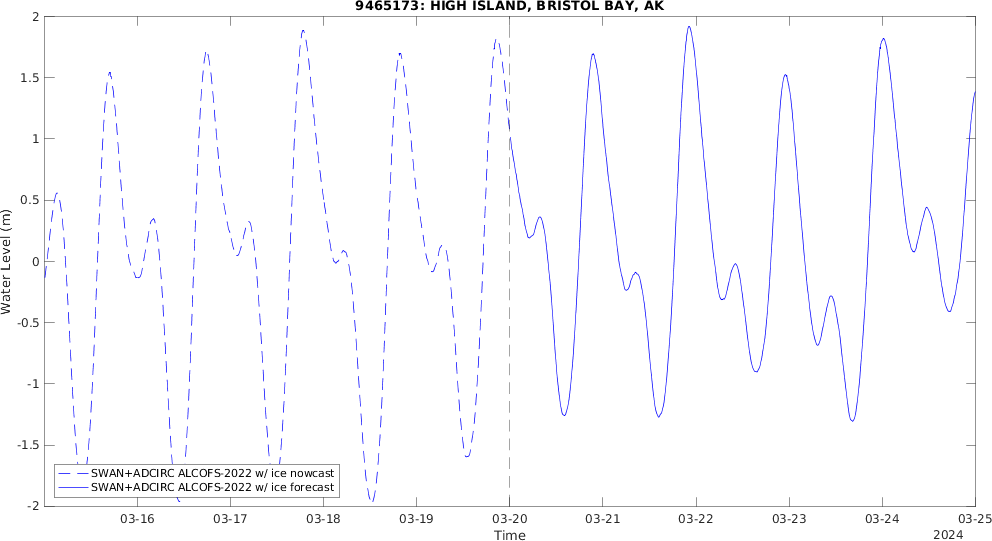 9465173: HIGH ISLAND, BRISTOL BAY, AK
2
1.5
1
0.5
0
-0.5
-1
-1.5
-2
Water Level (m)
SWAN+ADCIRC ALCOFS-2022 w/ ice nowcast
SWAN+ADCIRC ALCOFS-2022 w/ ice forecast
03-16 03-17 03-18 03-19 03-20 03-21 03-22 03-23 03-24 03-25
Time
2024